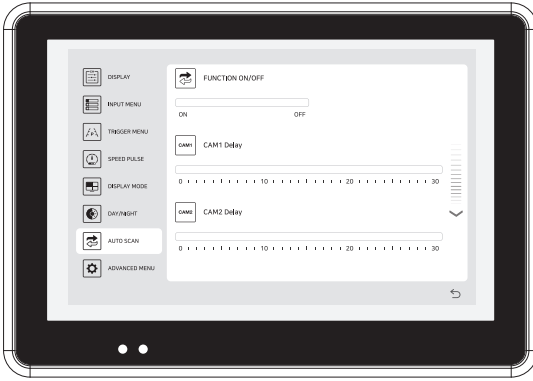 DISPLAY
INPUT MENU
TRIGGER MENU
SPEED PULSE
DISPLAY MODE
DAY/NIGHT
AUTO SCAN
ADVANCED MENU
FUNCTION ON/OFF
ON OFF
CAM1 CAM1 Delay
0 10 20 30
CAM2 CAM2 Delay
0 10 20 30